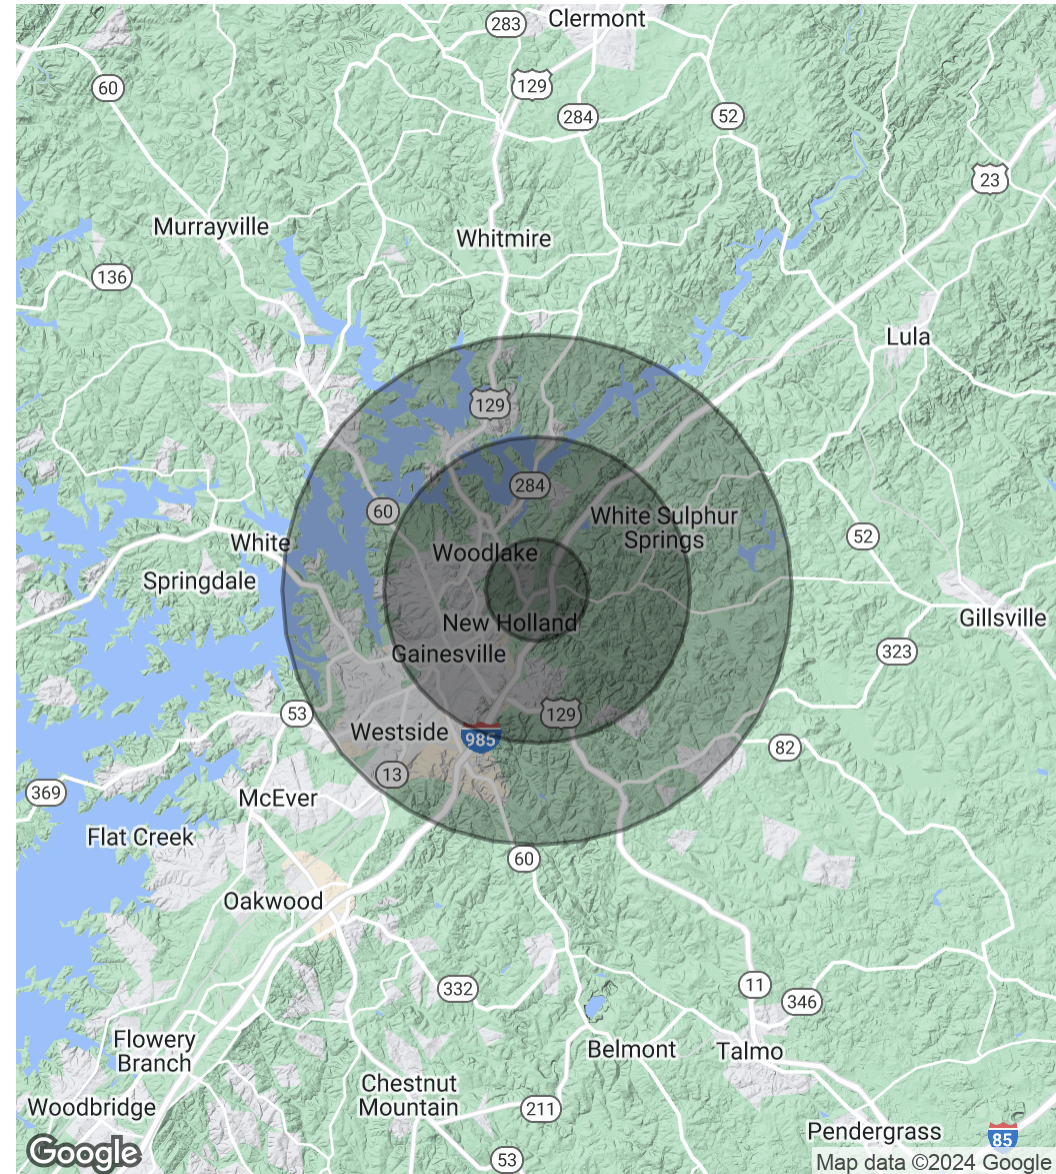 283
Clermont
129
60
284
52
23
Murrayville
Whitmire
136
Lula
129
284
60
White Sulphur
Springs
52
White
Woodlake
Springdale
Gillsville
New Holland
Gainesville
323
53
129
Westside
985
82
13
369
McEver
Flat Creek
60
Oakwood
332
11
346
Flowery
Branch
Belmont
Talmo
Chestnut
Mountain
Woodbridge
211
Pendergrass
85
Google
53
Map data ©2024 Google